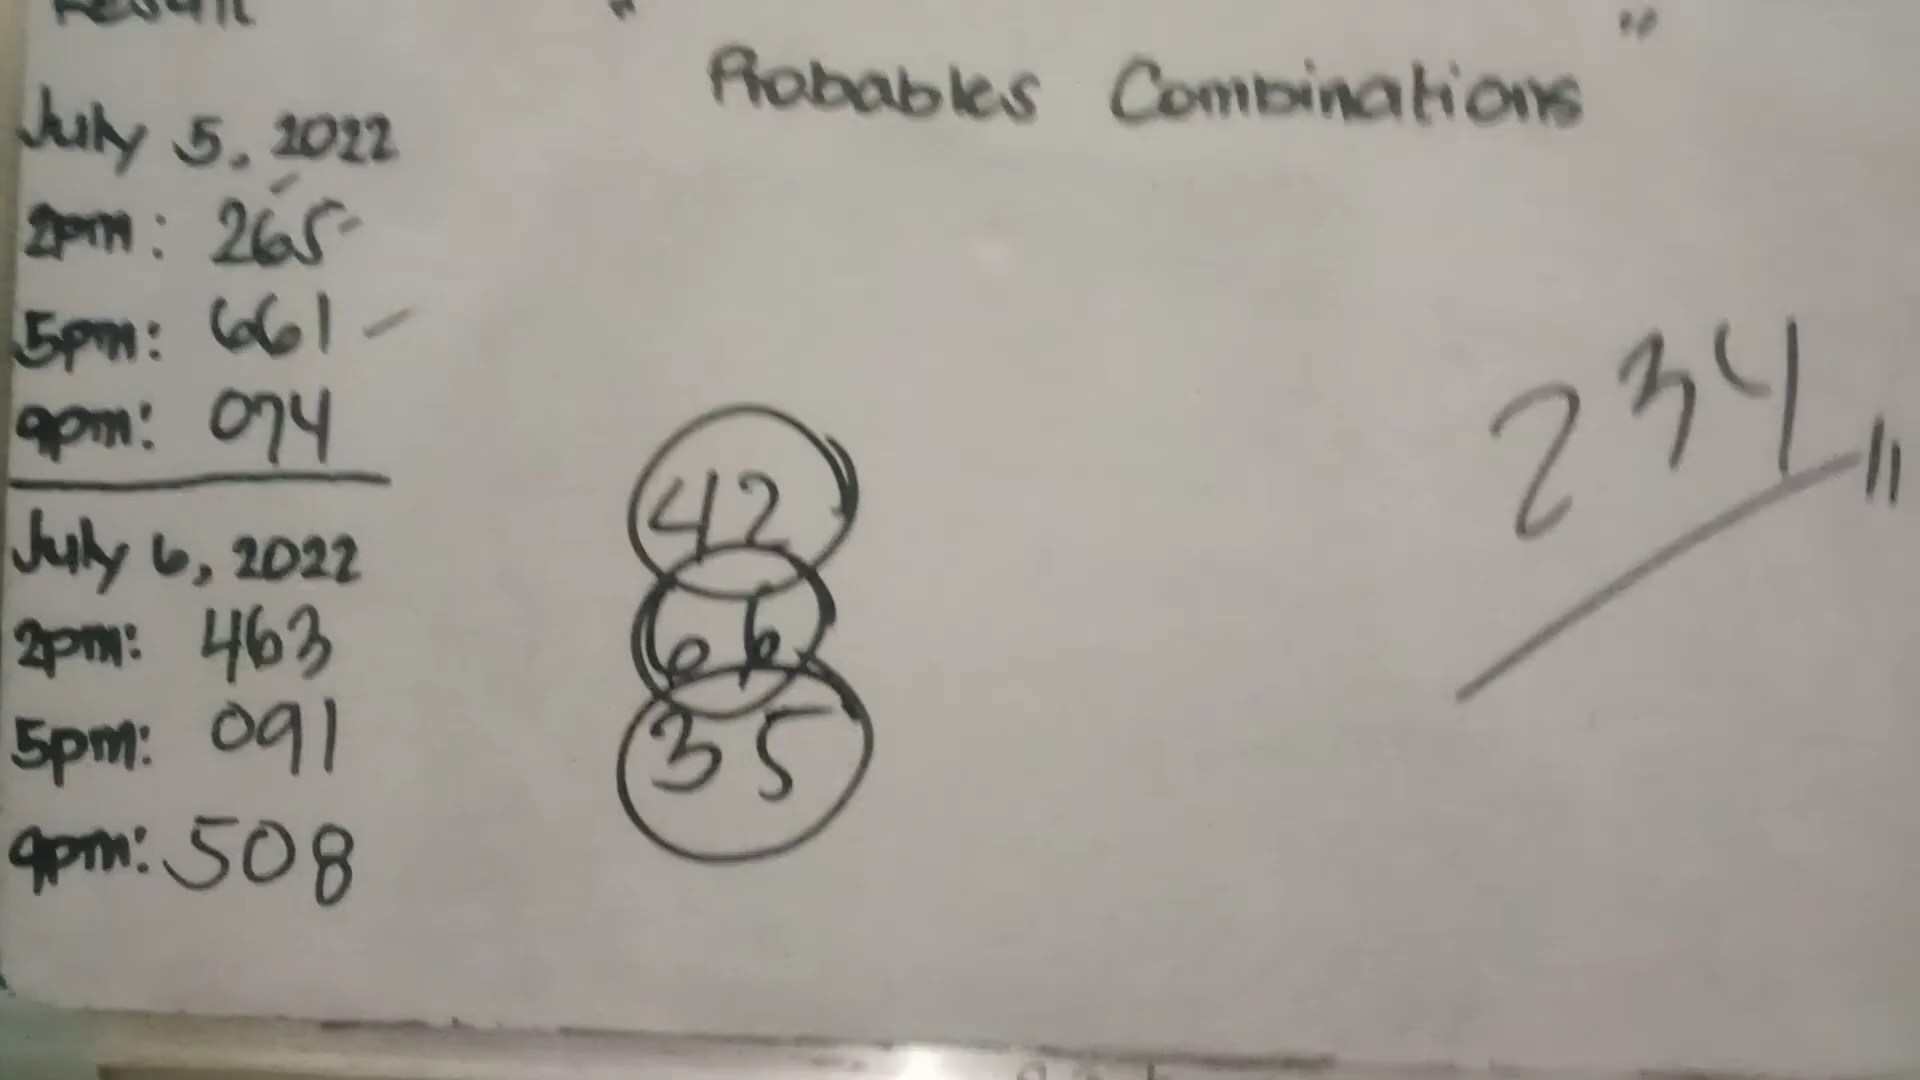 Result
" Probables Combinations "
July 5, 2022
2pm: 265
5pm: 661
9pm: 074
July 6, 2022
2pm: 463
5pm: 091
9pm: 508
42
66
35
234